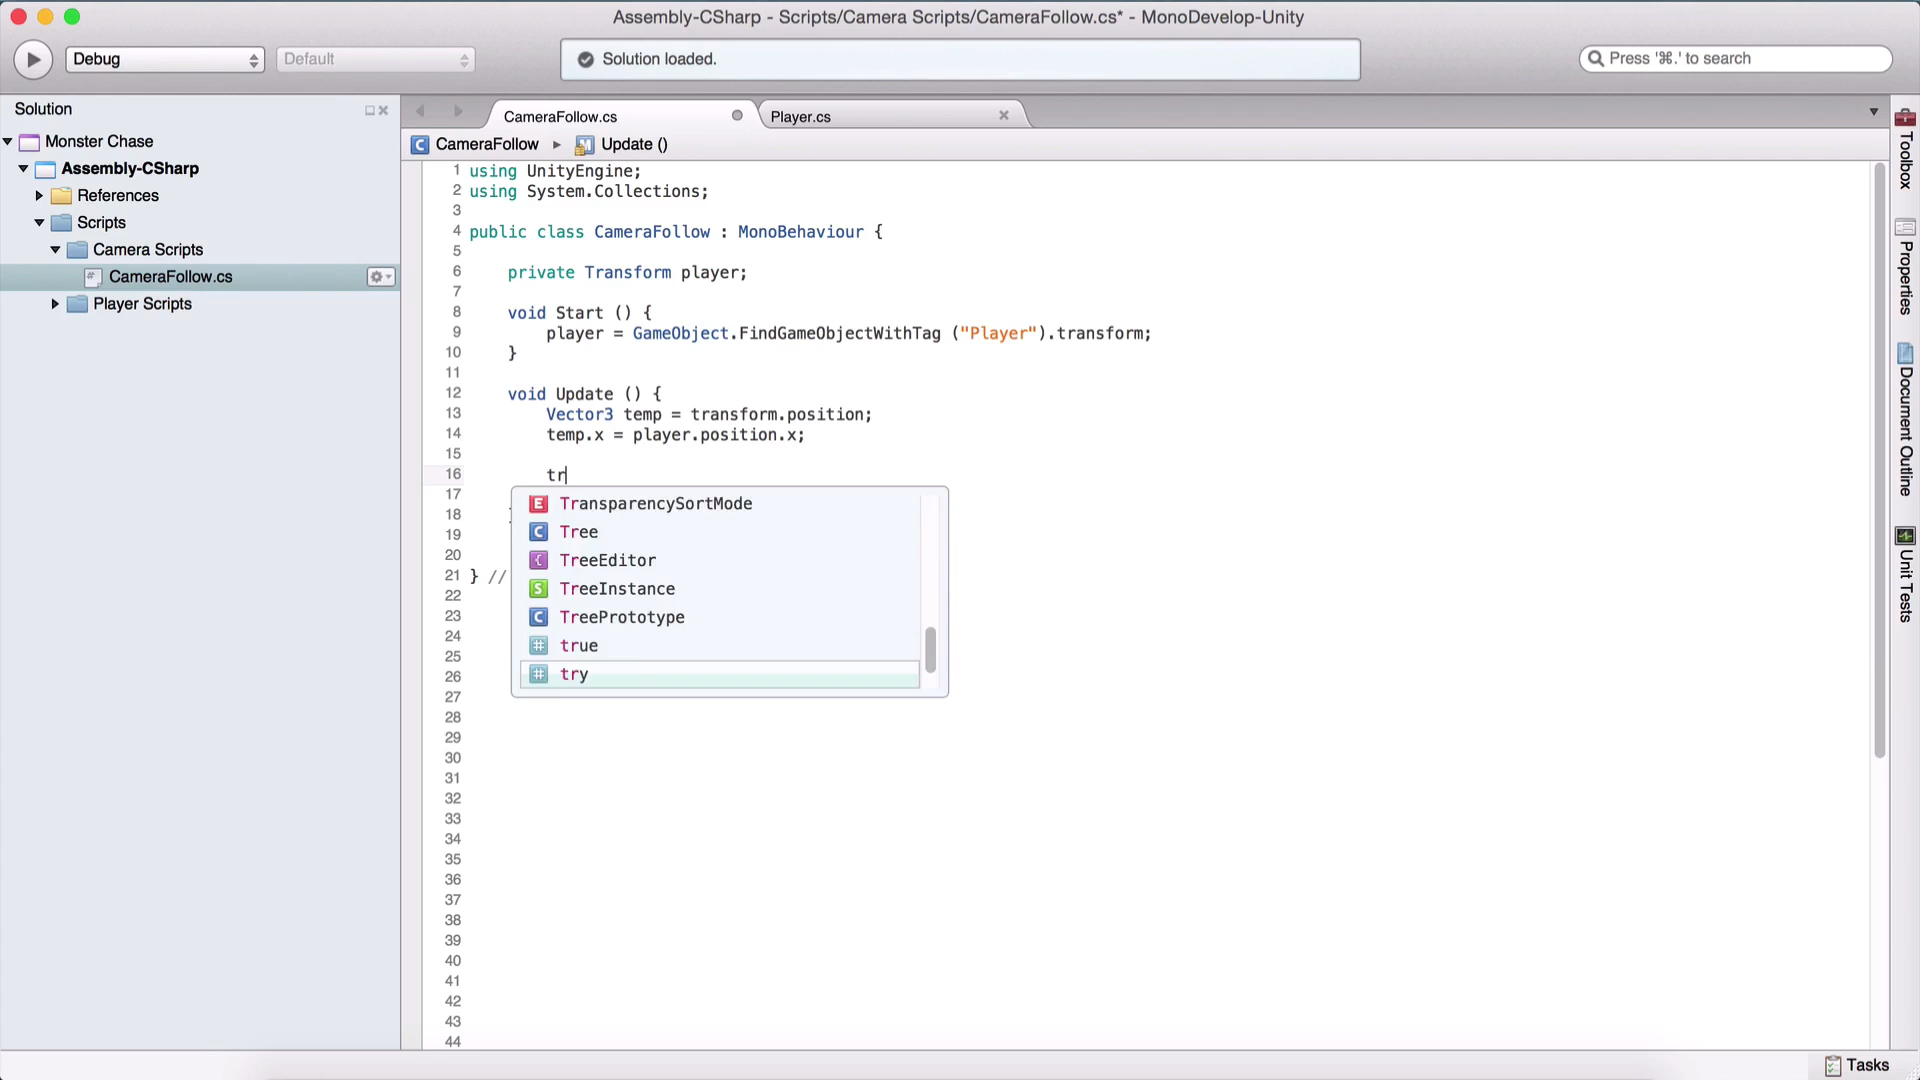 Assembly-CSharp - Scripts/Camera Scripts/CameraFollow.cs* - MonoDevelop-Unity
Debug
Default
Solution loaded.
Press '⌘.' to search
Solution
Monster Chase
Assembly-CSharp
References
Scripts
Camera Scripts
CameraFollow.cs
Player Scripts
CameraFollow.cs
Player.cs
CameraFollow
Update ()
1 using UnityEngine;
2 using System.Collections;
3
4 public class CameraFollow : MonoBehaviour {
5
6 private Transform player;
7
8 void Start () {
9 player = GameObject.FindGameObjectWithTag ("Player").transform;
10 }
11
12 void Update () {
13 Vector3 temp = transform.position;
14 temp.x = player.position.x;
15
16 tr
17
18
19
20
21 } //
22
23
24
25
26
27
28
29
30
31
32
33
34
35
36
37
38
39
40
41
42
43
44
TransparencySortMode
Tree
TreeEditor
TreeInstance
TreePrototype
true
try
Toolbox
Properties
Document Outline
Unit Tests
Tasks